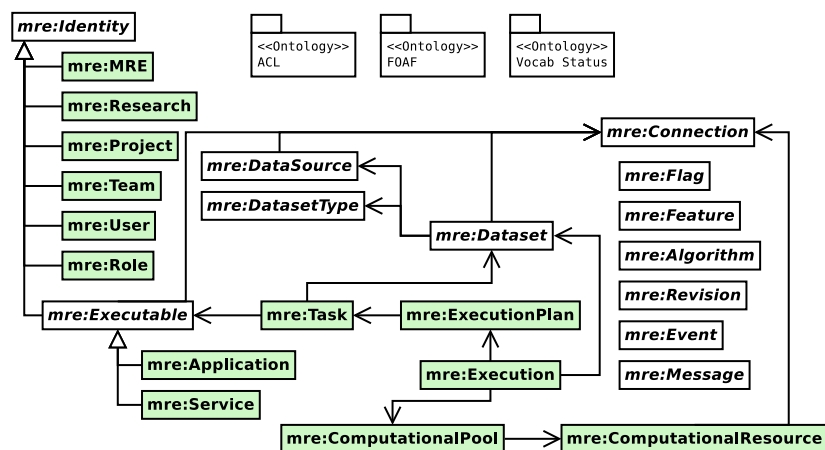 mre:Identity
<<Ontology>>
ACL
<<Ontology>>
FOAF
<<Ontology>>
Vocab Status
mre:MRE
mre:Research
mre:Project
mre:Team
mre:User
mre:Role
mre:Connection
mre:DataSource
mre:DatasetType
mre:Dataset
mre:Flag
mre:Feature
mre:Algorithm
mre:Revision
mre:Event
mre:Message
mre:Executable
mre:Task
mre:ExecutionPlan
mre:Application
mre:Service
mre:Execution
mre:ComputationalPool
mre:ComputationalResource